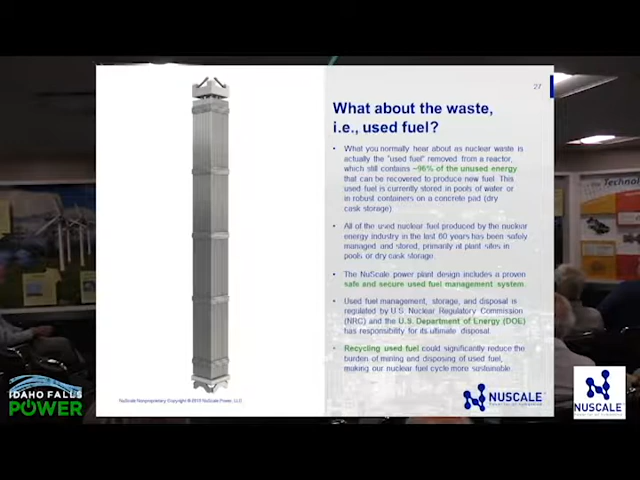 27
What about the waste,
i.e., used fuel?
• What you normally hear about as nuclear waste is
actually the "used fuel" removed from a reactor,
which still contains ~96% of the unused energy
that can be recovered to produce new fuel. This
used fuel is currently stored in pools of water or
in robust containers on a concrete pad (dry
cask storage).
• All of the used nuclear fuel produced by the nuclear
energy industry in the last 60 years has been safely
managed and stored, primarily at plant sites in
pools or dry cask storage.
• The NuScale power plant design includes a proven
safe and secure used fuel management system.
• Used fuel management, storage, and disposal is
regulated by U.S. Nuclear Regulatory Commission
(NRC) and the U.S. Department of Energy (DOE)
has responsibility for its ultimate disposal.
• Recycling used fuel could significantly reduce the
burden of mining and disposing of used fuel,
making our nuclear fuel cycle more sustainable.
NUSCALE
NuScale Nonproprietary Copyright © 2019 NuScale Power, LLC.
IDAHO FALLS
POWER
NUSCALE
Technology